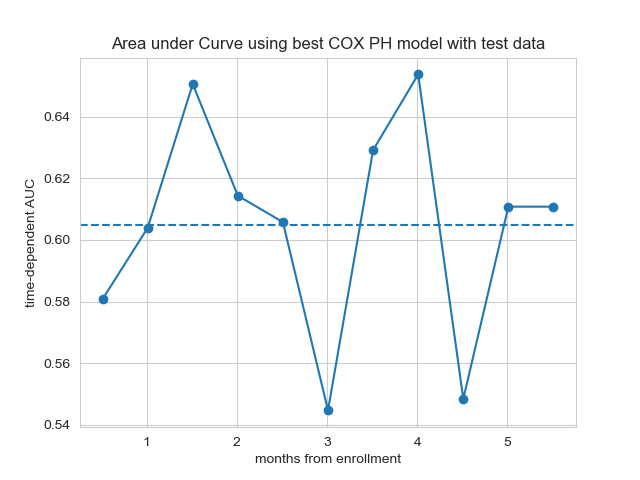 Area under Curve using best COX PH model with test data
time-dependent AUC
0.64
0.62
0.60
0.58
0.56
0.54
1 2 3 4 5
months from enrollment